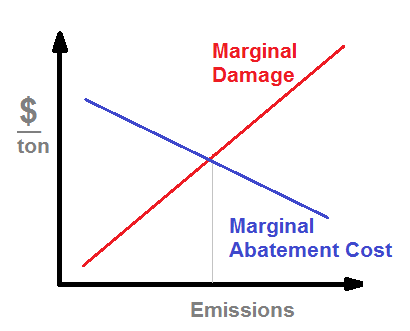 Marginal
Damage
$
ton
Marginal
Abatement Cost
Emissions